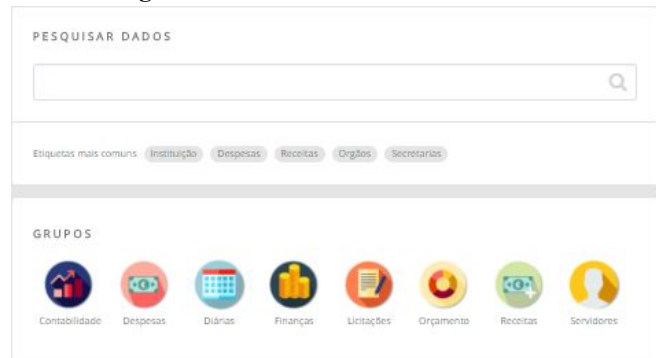 PESQUISAR DADOS
Etiquetas mais comuns Instituição Despesas Receitas Orgãos Secretarias
GRUPOS
Contabilidade Despesas Diárias Finanças Licitações Orçamento Receitas Servidores